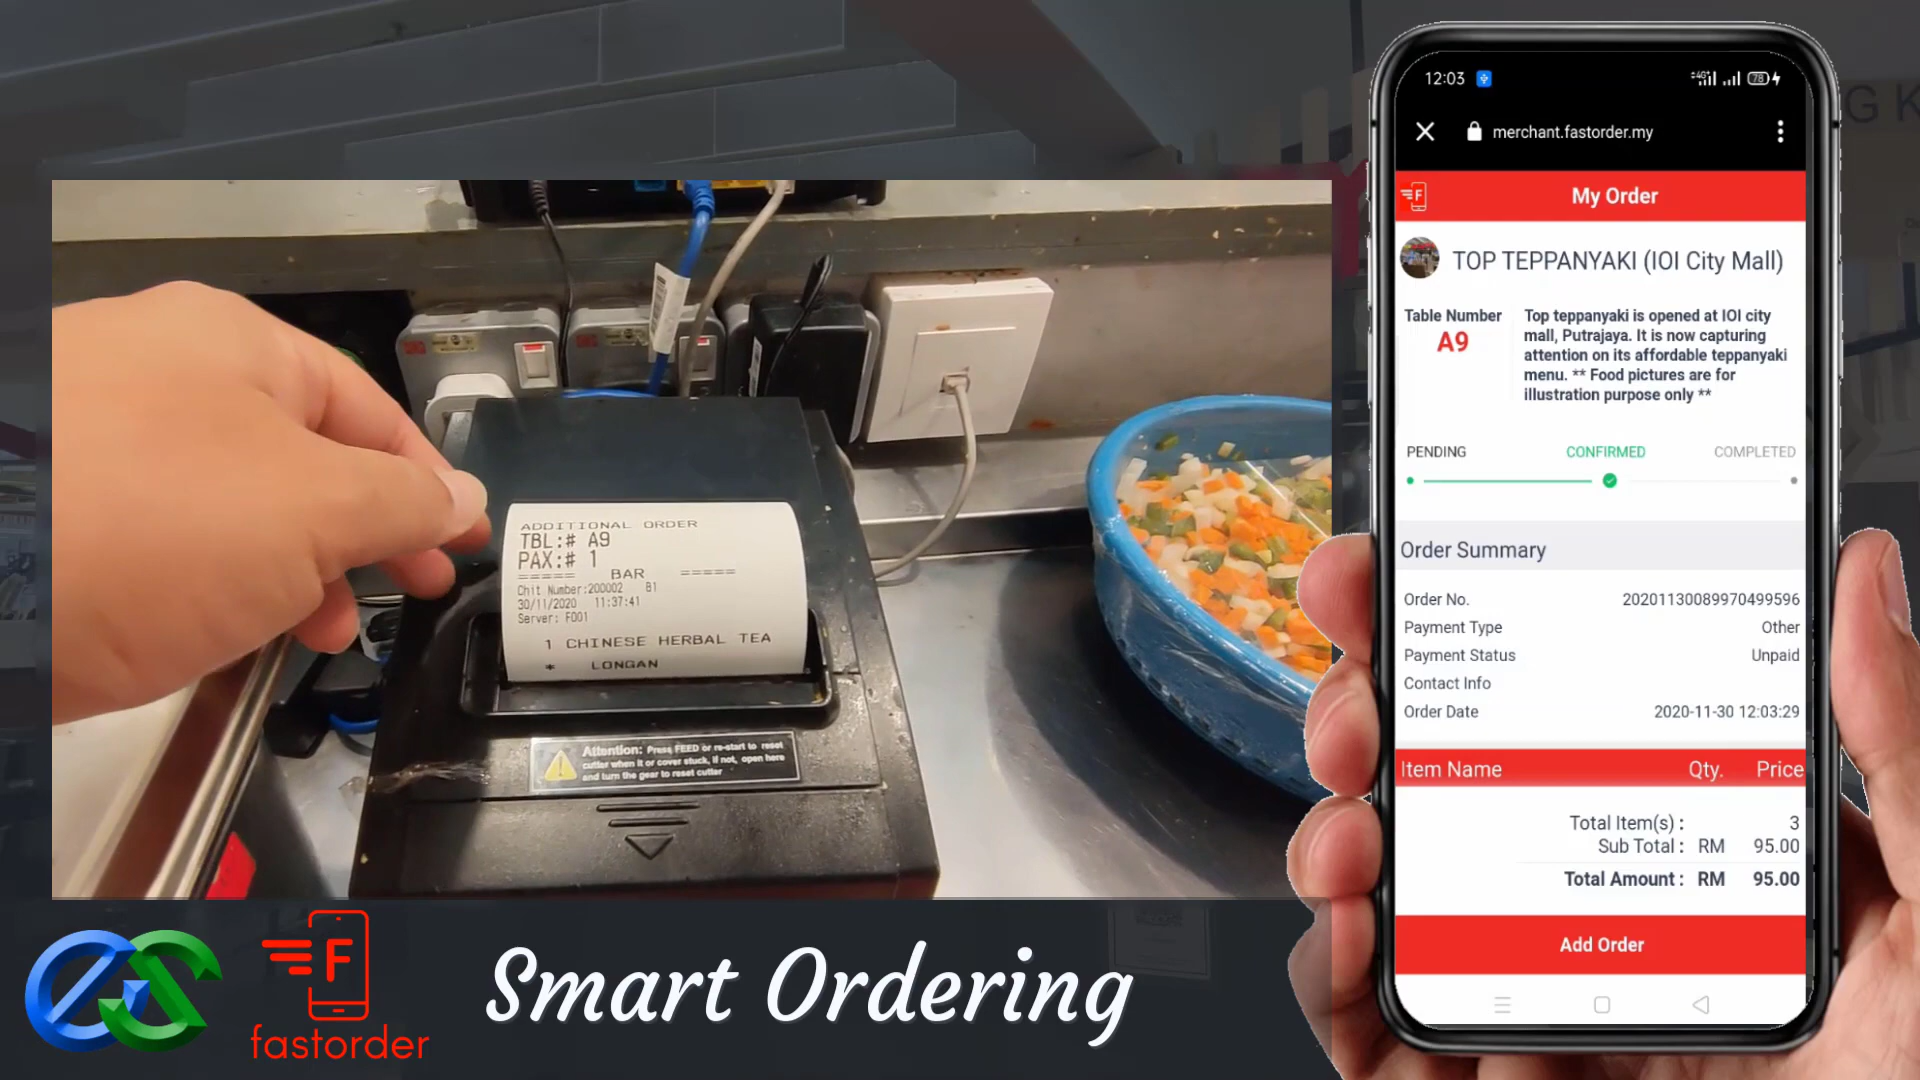 ADDITIONAL ORDER
TBL:# A9
PAX:# 1
===== BAR =====
Chit Number:200002 B1
30/11/2020 11:37:41
Server: F001
1 CHINESE HERBAL TEA
* LONGAN
Attention: Press FEED or re-start to reset
cutter when it or cover stuck, if not, open here
and turn the gear to reset cutter
F
fastorder
Smart Ordering
12:03
4G+
78
merchant.fastorder.my
F
My Order
TOP TEPPANYAKI (IOI City Mall)
Table Number
A9
Top teppanyaki is opened at IOI city
mall, Putrajaya. It is now capturing
attention on its affordable teppanyaki
menu. ** Food pictures are for
illustration purpose only **
PENDING CONFIRMED COMPLETED
Order Summary
Order No. 20201130089970499596
Payment Type Other
Payment Status Unpaid
Contact Info
Order Date 2020-11-30 12:03:29
Item Name Qty. Price
Total Item(s) : 3
Sub Total : RM 95.00
Total Amount : RM 95.00
Add Order
G K